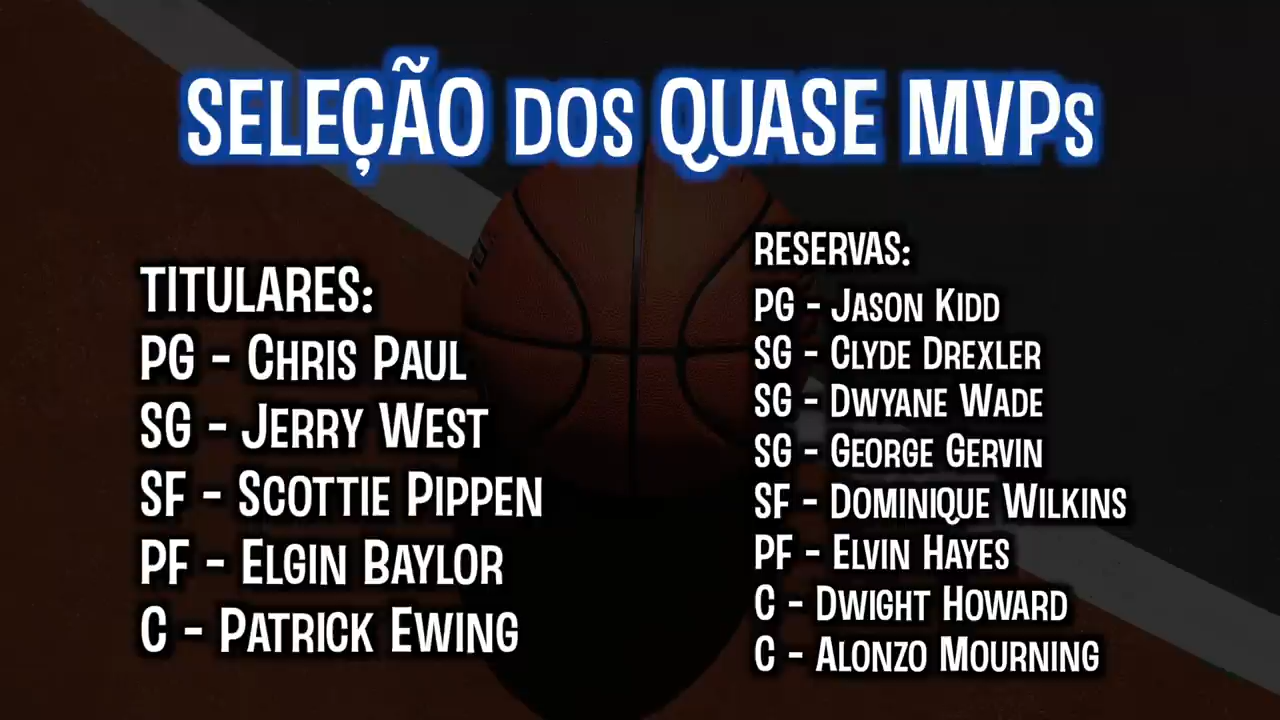 SELEÇÃO DOS QUASE MVPs
TITULARES:
PG - CHRIS PAUL
SG - JERRY WEST
SF - SCOTTIE PIPPEN
PF - ELGIN BAYLOR
C - PATRICK EWING
RESERVAS:
PG - JASON KIDD
SG - CLYDE DREXLER
SG - DWYANE WADE
SG - GEORGE GERVIN
SF - DOMINIQUE WILKINS
PF - ELVIN HAYES
C - DWIGHT HOWARD
C - ALONZO MOURNING